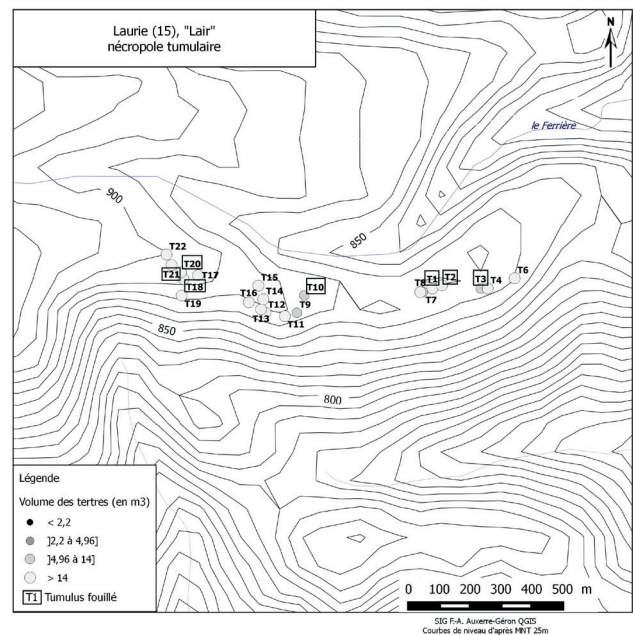 Laurie (15), "Lair"
nécropole tumulaire
N
le Ferrière
900
850
T22
T20
T21
T17
T18
T19
T15
T14
T16
T12
T13
T10
T9
T11
T8
T1
T2
T7
T3
T4
T6
850
800
Légende
Volume des tertres (en m3)
< 2,2
]2,2 à 4,96]
]4,96 à 14]
> 14
T1 Tumulus fouillé
0 100 200 300 400 500 m
SIG F.-A. Auxerre-Géron QGIS
Courbes de niveau d'après MNT 25m